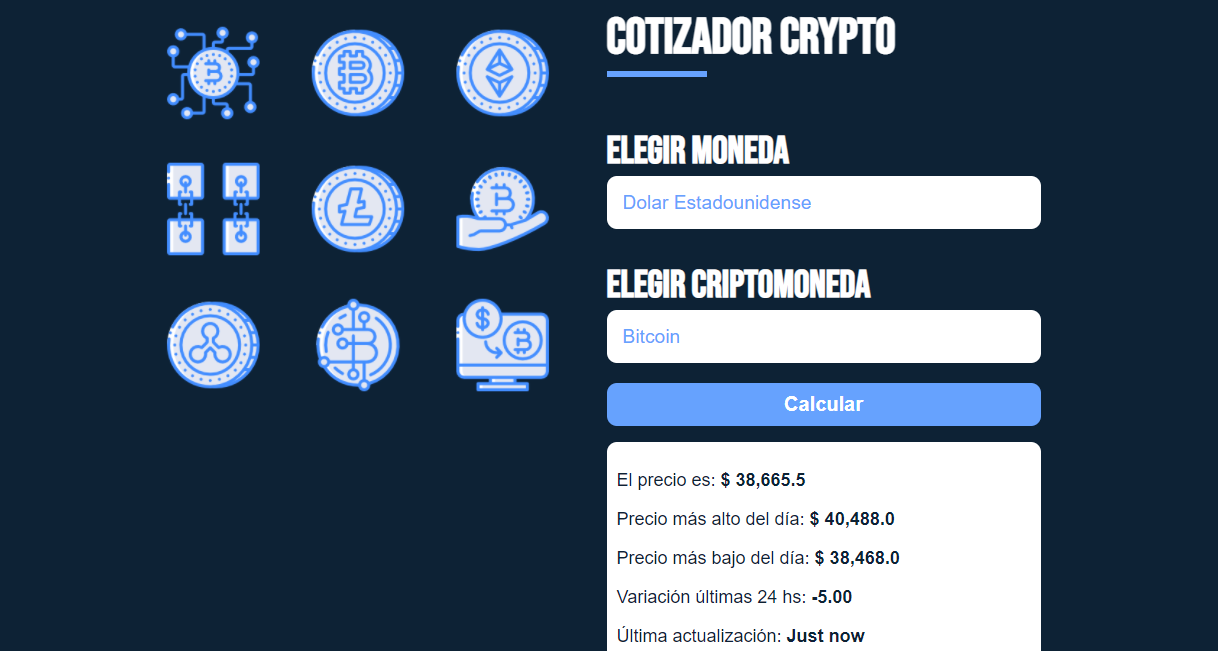 COTIZADOR CRYPTO
ELEGIR MONEDA
Dolar Estadounidense
ELEGIR CRIPTOMONEDA
Bitcoin
Calcular
El precio es: $ 38,665.5
Precio más alto del día: $ 40,488.0
Precio más bajo del día: $ 38,468.0
Variación últimas 24 hs: -5.00
Última actualización: Just now